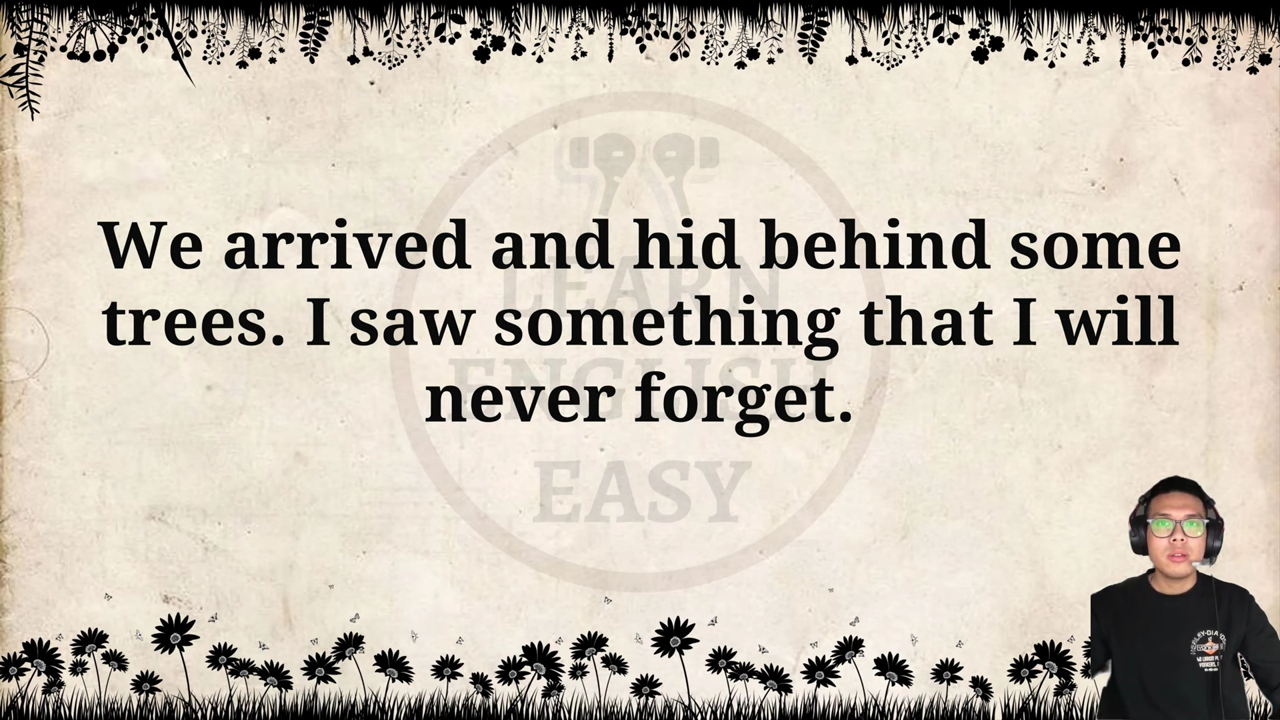 We arrived and hid behind some
trees. I saw something that I will
never forget.
LEARN
ENGLISH
EASY